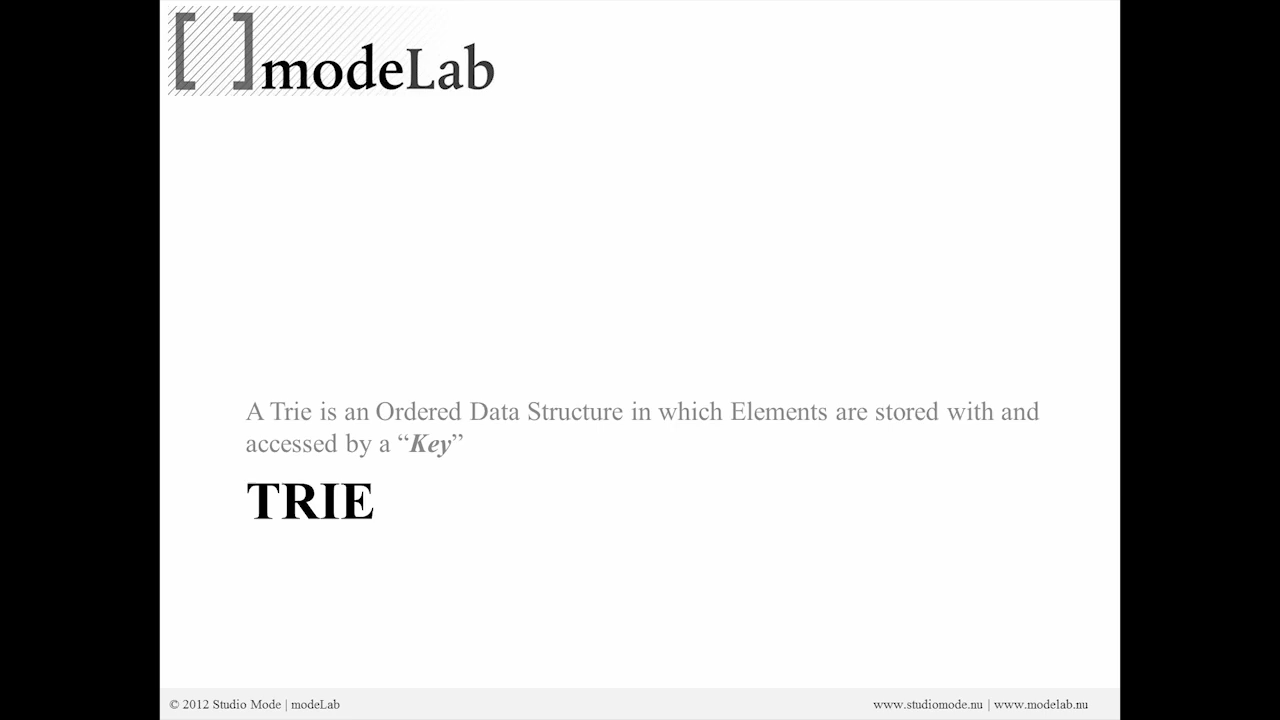 [ ]modeLab
A Trie is an Ordered Data Structure in which Elements are stored with and
accessed by a “Key”
TRIE
© 2012 Studio Mode | modeLab
www.studiomode.nu | www.modelab.nu